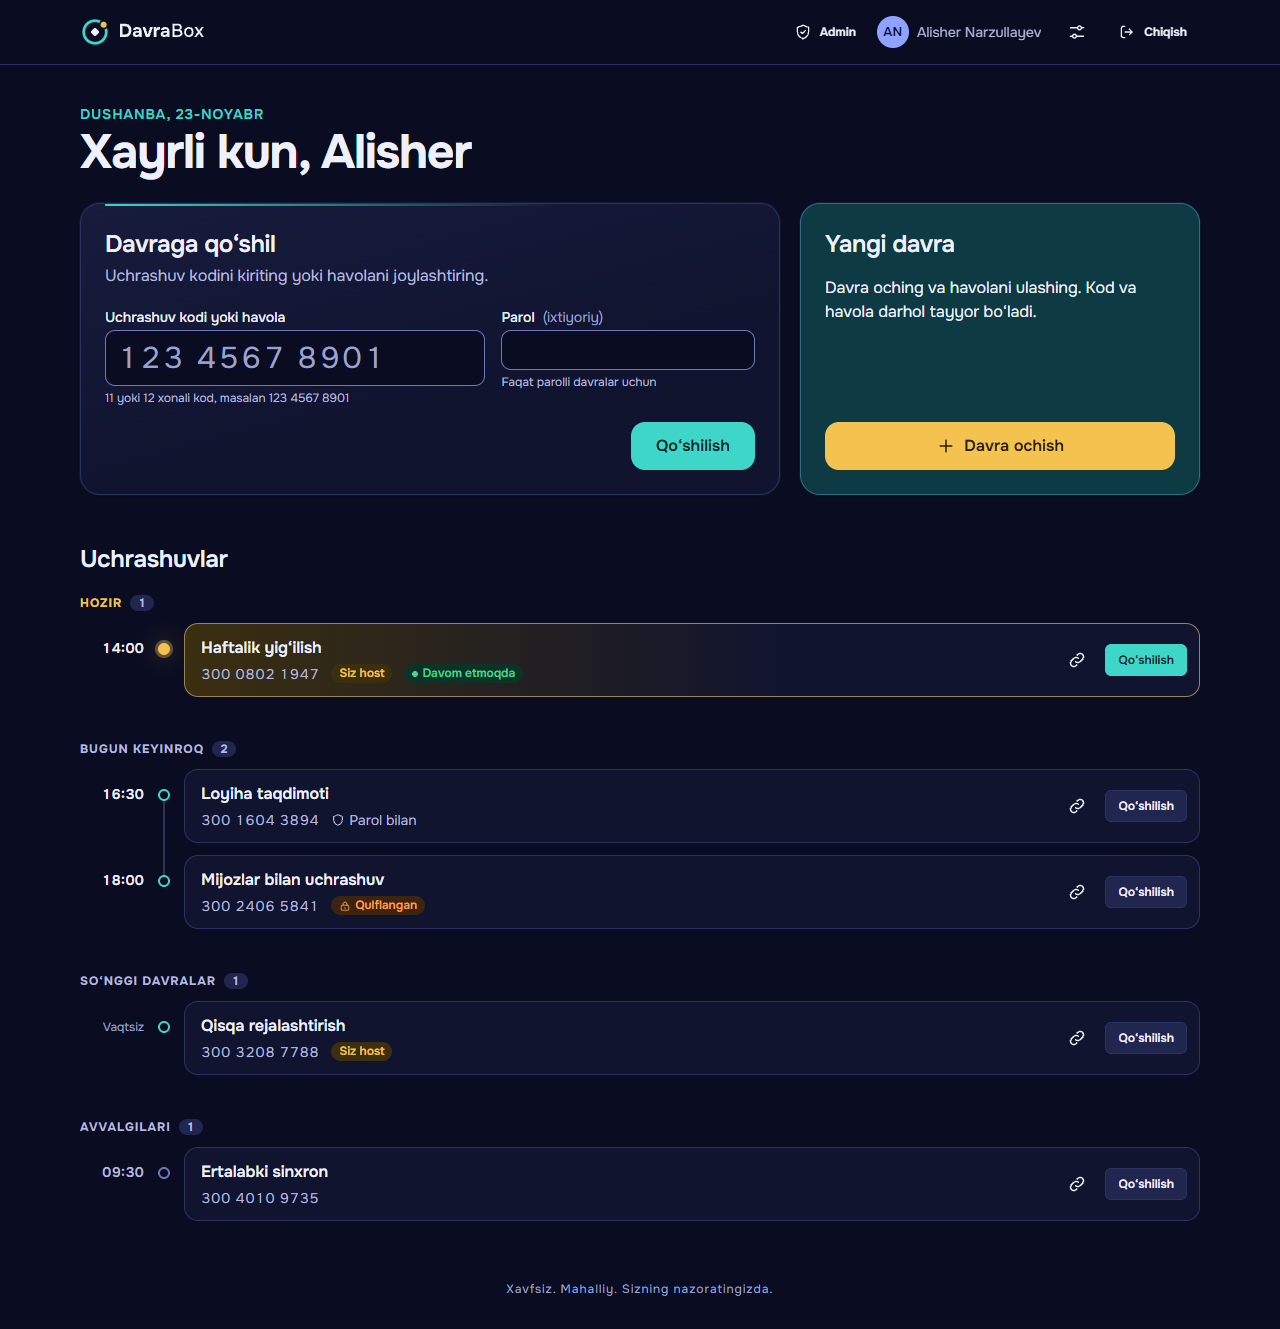 DavraBox
Admin
AN
Alisher Narzullayev
Chiqish
DUSHANBA, 23-NOYABR
Xayrli kun, Alisher
Davraga qo‘shil
Uchrashuv kodini kiriting yoki havolani joylashtiring.
Uchrashuv kodi yoki havola
Parol (ixtiyoriy)
123 4567 8901
11 yoki 12 xonali kod, masalan 123 4567 8901
Faqat parolli davralar uchun
Qo‘shilish
Yangi davra
Davra oching va havolani ulashing. Kod va
havola darhol tayyor bo‘ladi.
Davra ochish
Uchrashuvlar
HOZIR 1
14:00
Haftalik yig‘ilish
300 0802 1947 Siz host Davom etmoqda
Qo‘shilish
BUGUN KEYINROQ 2
16:30
Loyiha taqdimoti
300 1604 3894 Parol bilan
Qo‘shilish
18:00
Mijozlar bilan uchrashuv
300 2406 5841 Qulflangan
Qo‘shilish
SO‘NGGI DAVRALAR 1
Vaqtsiz
Qisqa rejalashtirish
300 3208 7788 Siz host
Qo‘shilish
AVVALGILARI 1
09:30
Ertalabki sinxron
300 4010 9735
Qo‘shilish
Xavfsiz. Mahalliy. Sizning nazoratingizda.